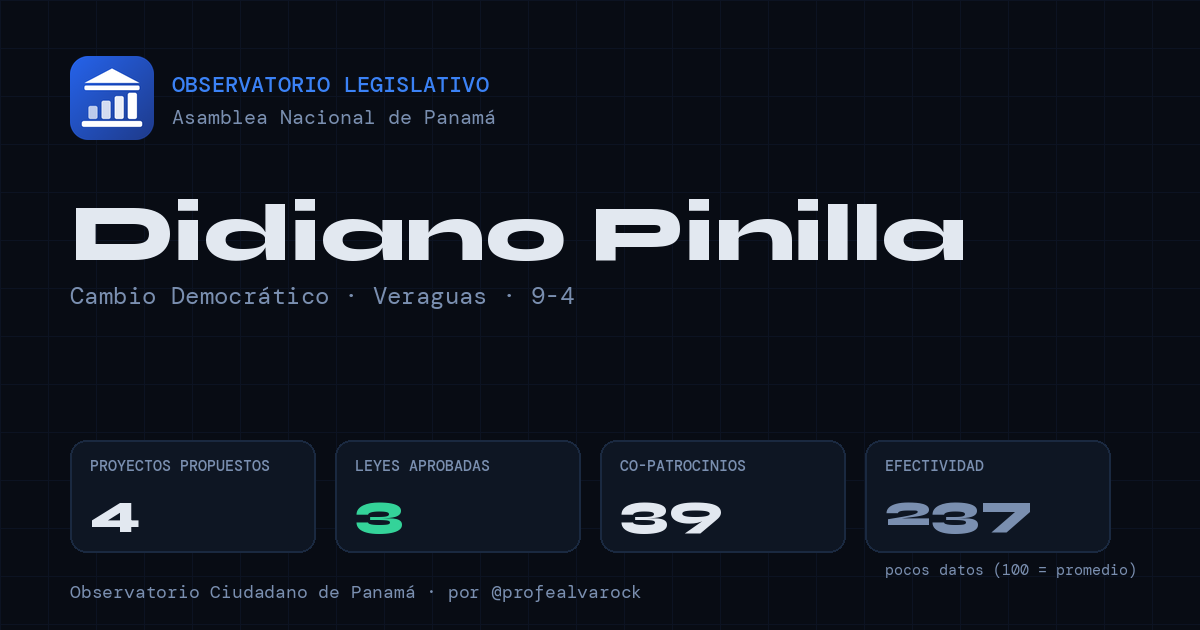 OBSERVATORIO LEGISLATIVO
Asamblea Nacional de Panamá
Didiano Pinilla
Cambio Democrático · Veraguas · 9-4
PROYECTOS PROPUESTOS
4
LEYES APROBADAS
3
CO-PATROCINIOS
39
EFECTIVIDAD
237
pocos datos (100 = promedio)
Observatorio Ciudadano de Panamá · por @profealvarock